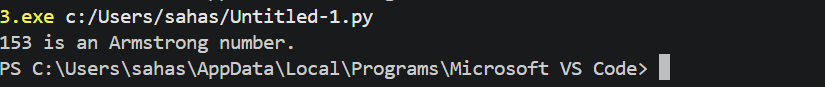 3.exe c:/Users/sahas/Untitled-1.py
153 is an Armstrong number.
PS C:\Users\sahas\AppData\Local\Programs\Microsoft VS Code>